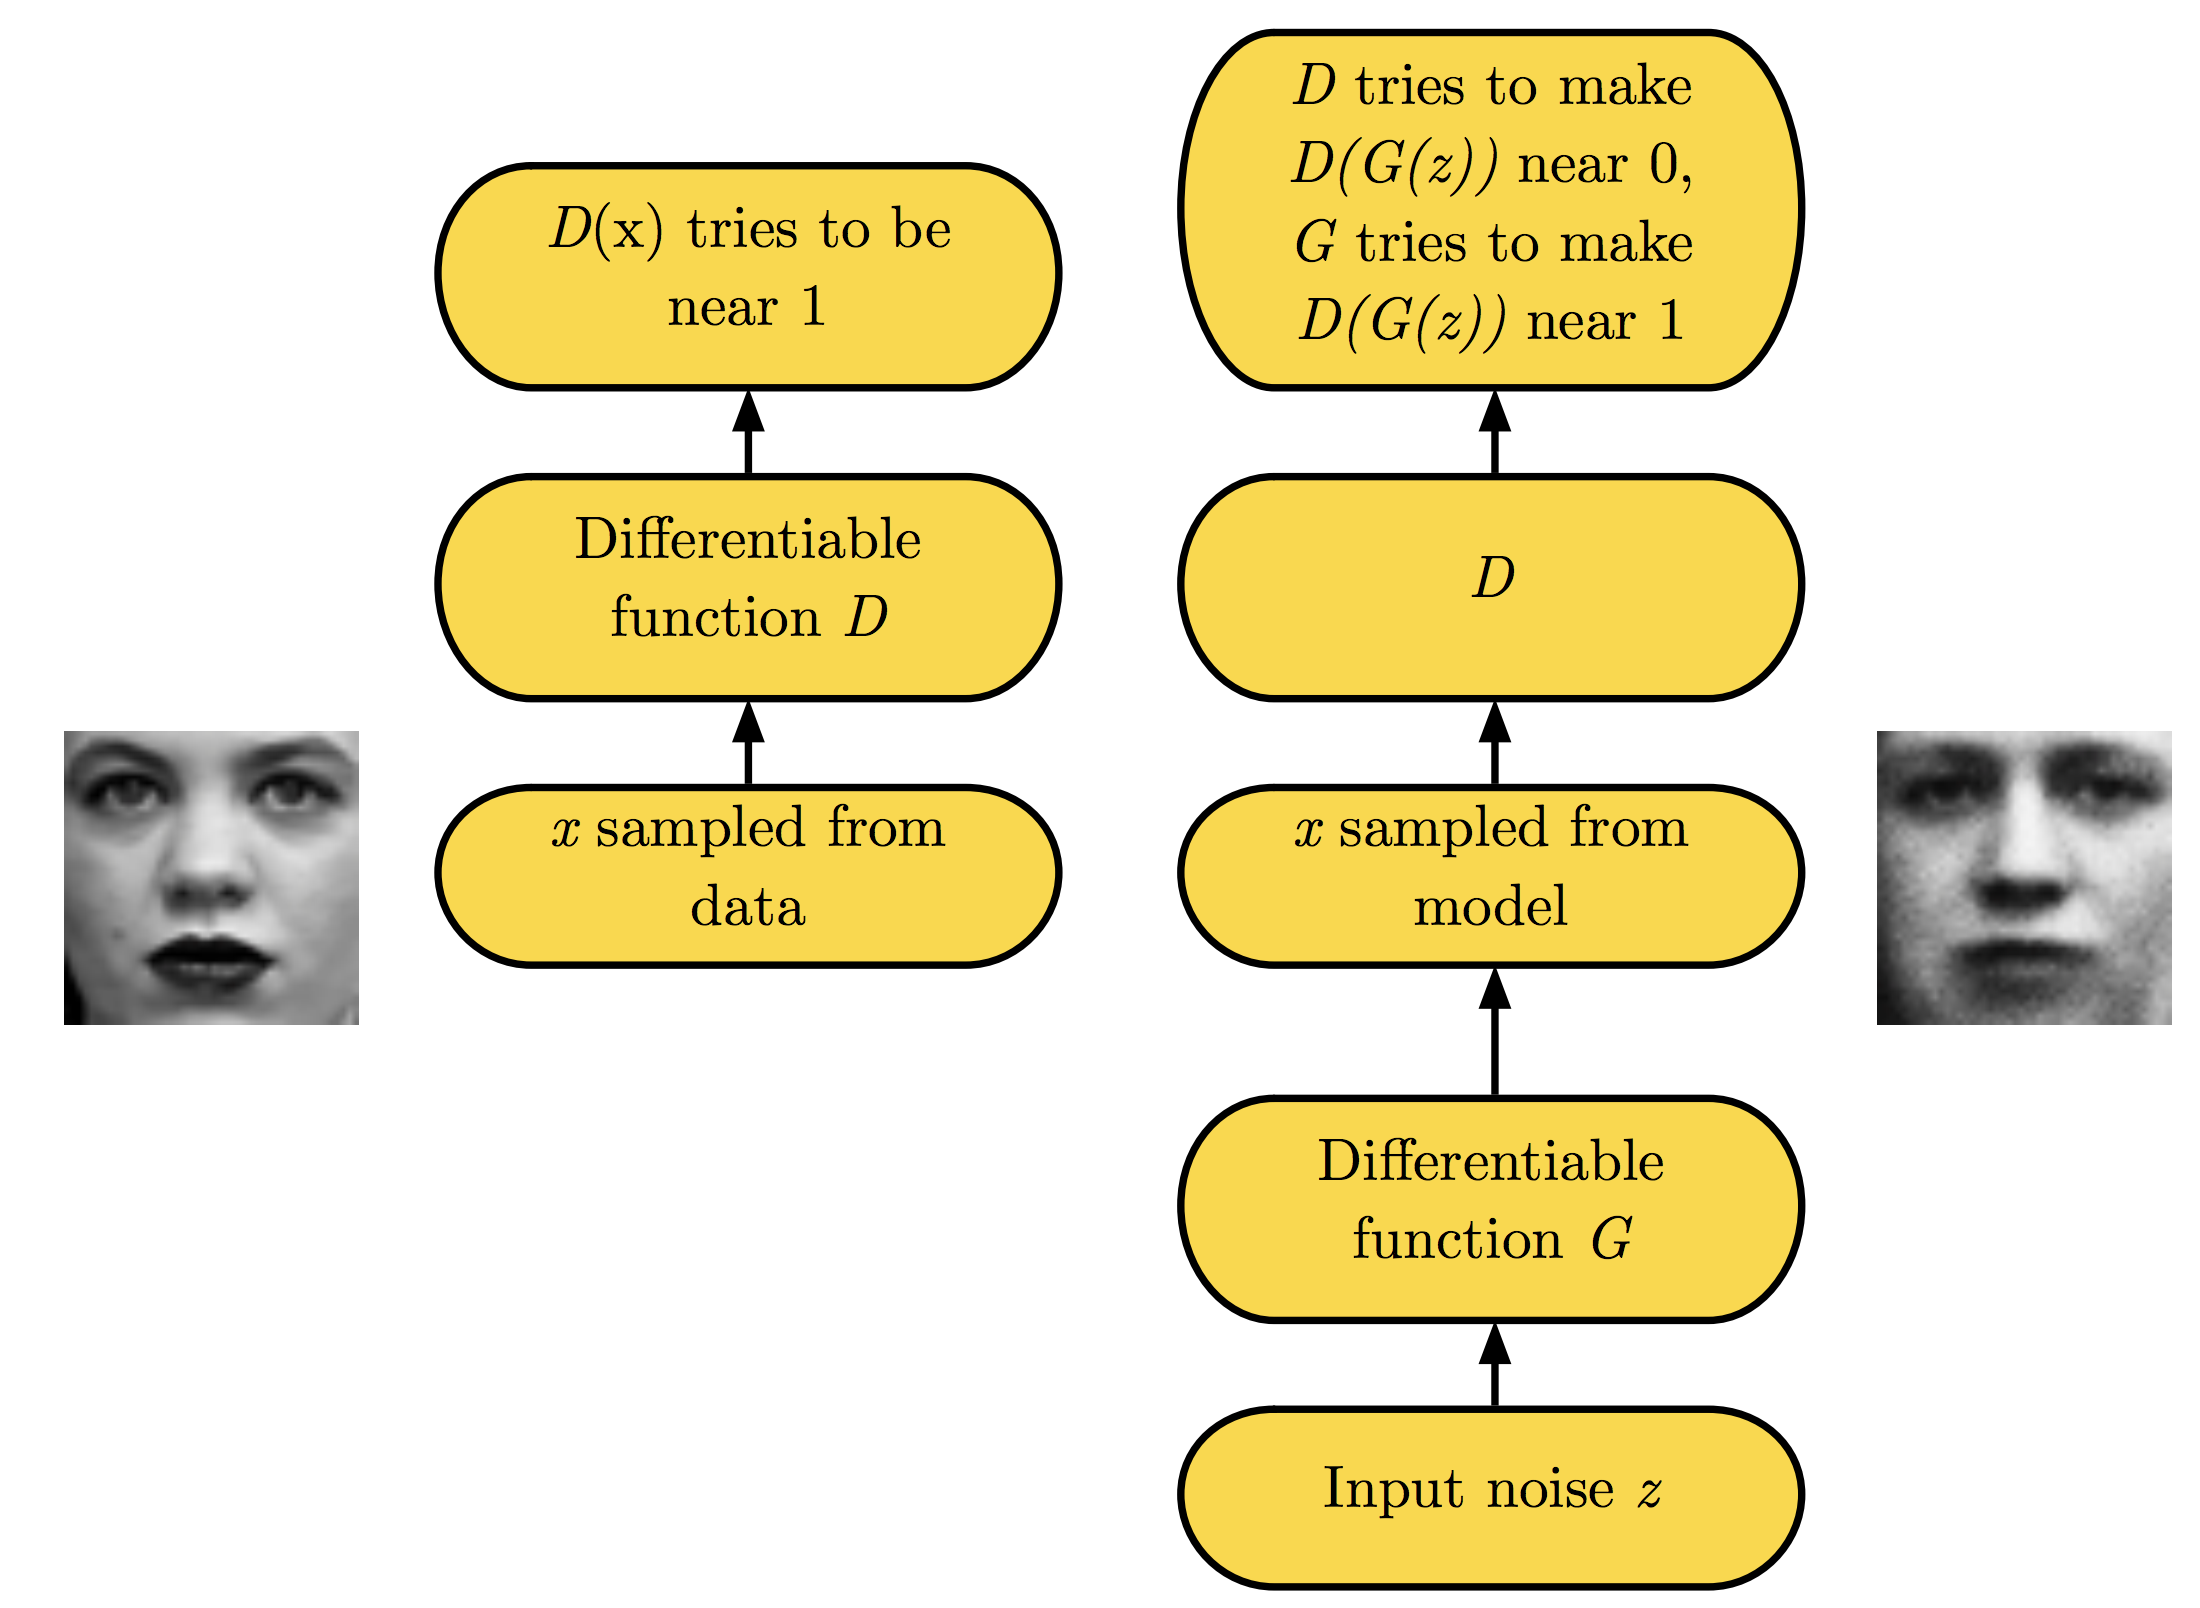 D(x) tries to be
near 1
Differentiable
function D
x sampled from
data
D tries to make
D(G(z)) near 0,
G tries to make
D(G(z)) near 1
D
x sampled from
model
Differentiable
function G
Input noise z